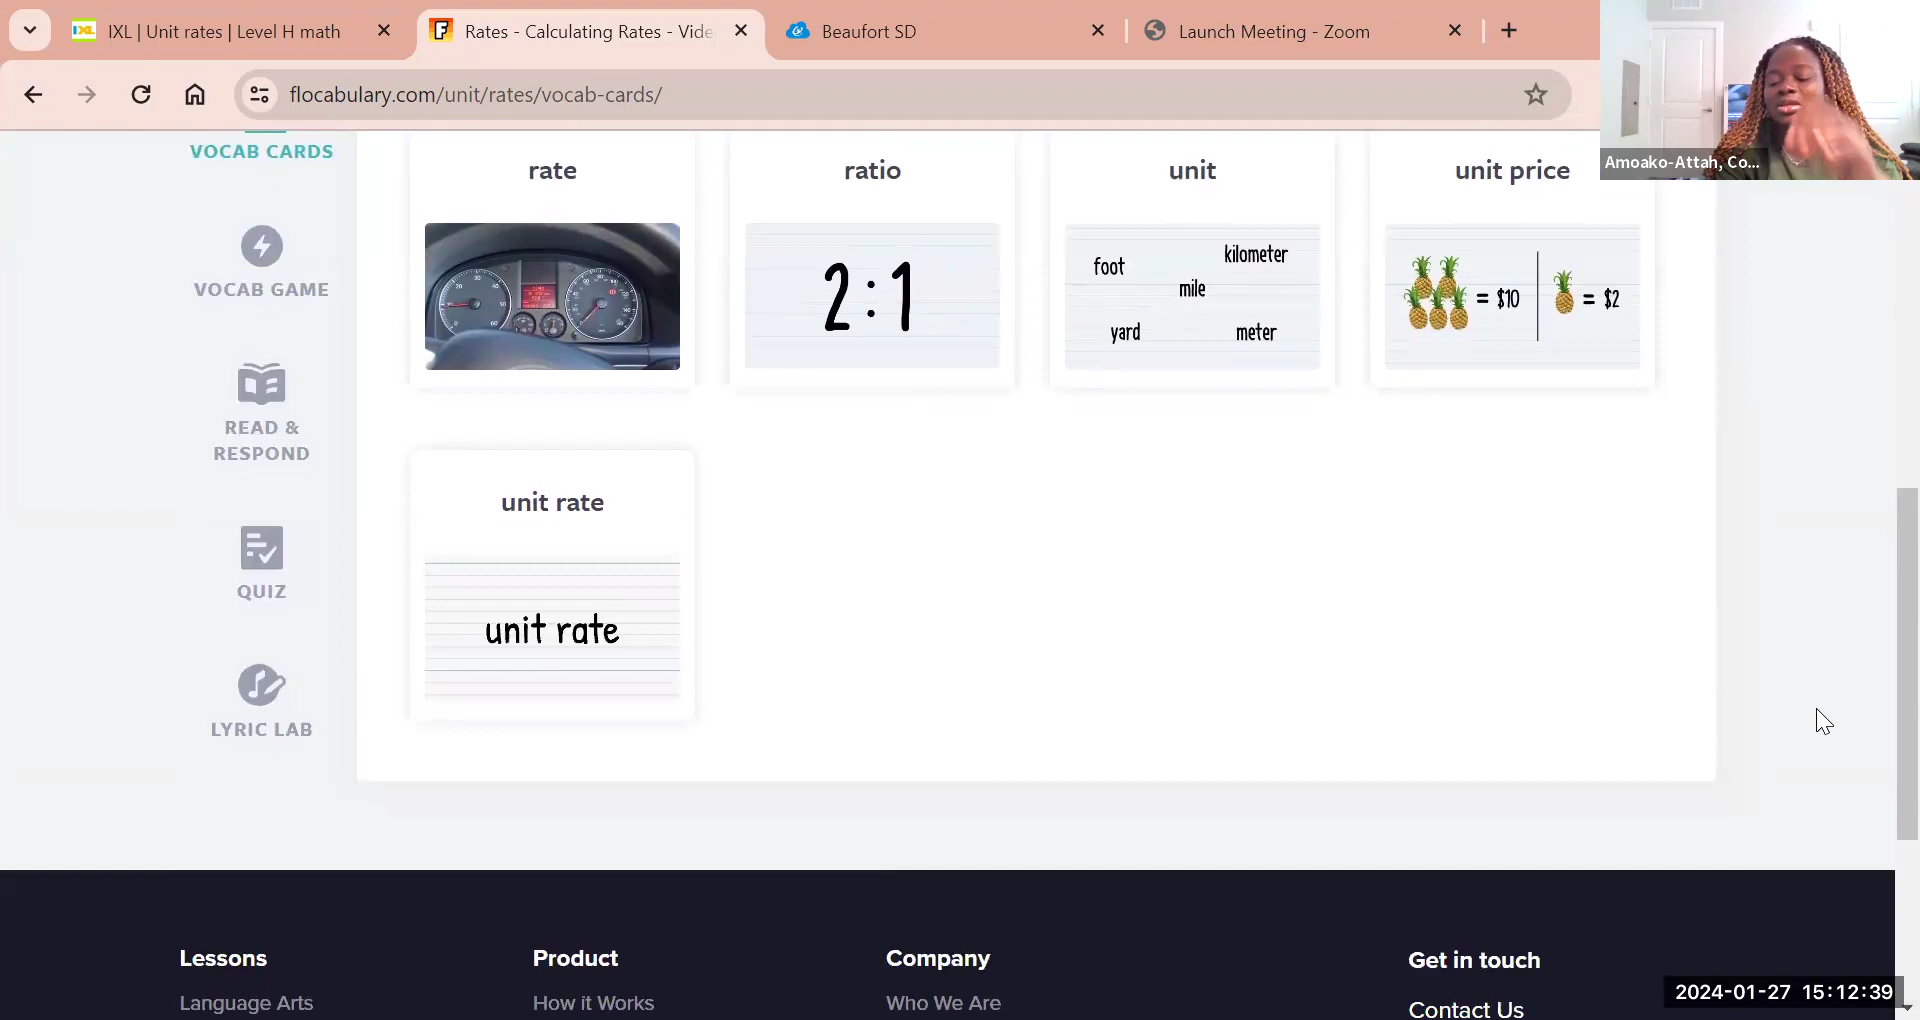 IXL | Unit rates | Level H math
Rates - Calculating Rates - Vide
Beaufort SD
Launch Meeting - Zoom
flocabulary.com/unit/rates/vocab-cards/
Amoako-Attah, Co...
VOCAB CARDS
VOCAB GAME
READ &
RESPOND
QUIZ
LYRIC LAB
rate
ratio
2:1
unit
foot
kilometer
mile
yard
meter
unit price
= $10
= $2
unit rate
unit rate
Lessons
Language Arts
Product
How it Works
Company
Who We Are
Get in touch
Contact Us
2024-01-27 15:12:39